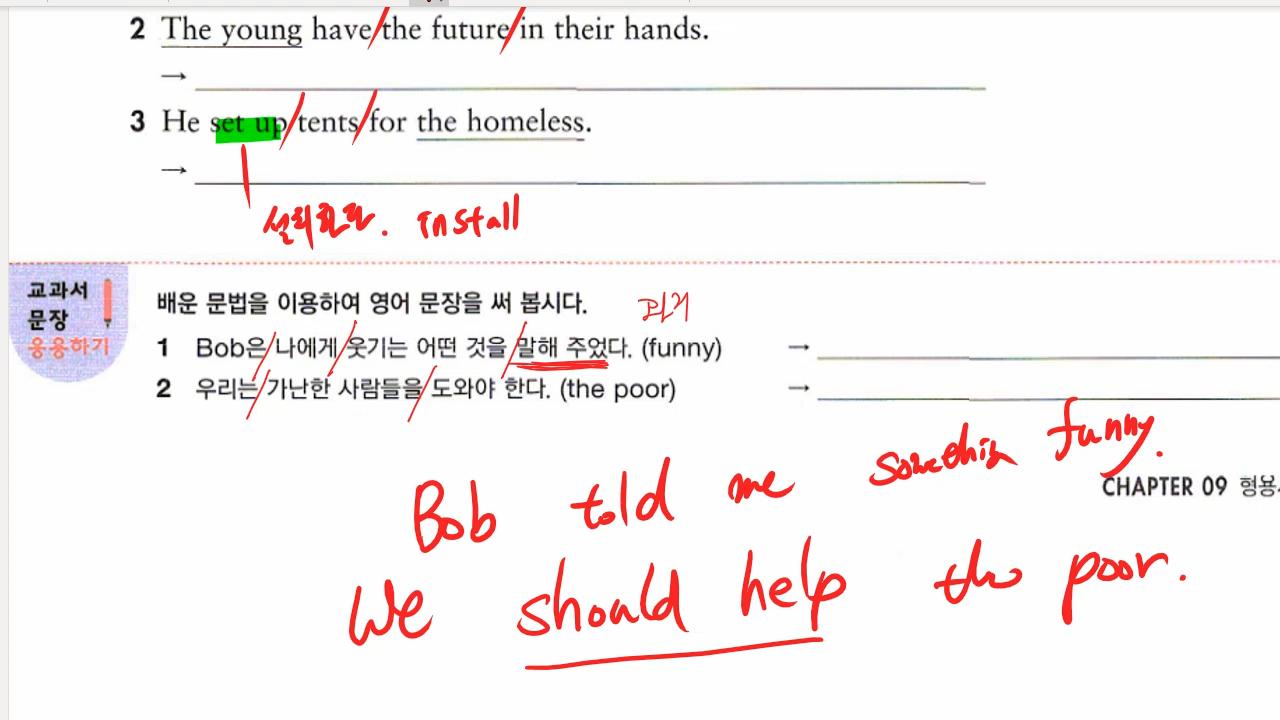 2 The young have/the future/in their hands.
→
3 He set up/tents/for the homeless.
→
설치한다. install
교과서
문장
응용하기
배운 문법을 이용하여 영어 문장을 써 봅시다.
과거
1 Bob은/나에게/웃기는 어떤 것을/말해 주었다. (funny) →
2 우리는/가난한 사람들을/도와야 한다. (the poor) →
Bob told me something funny.
CHAPTER 09 형용
We should help the poor.